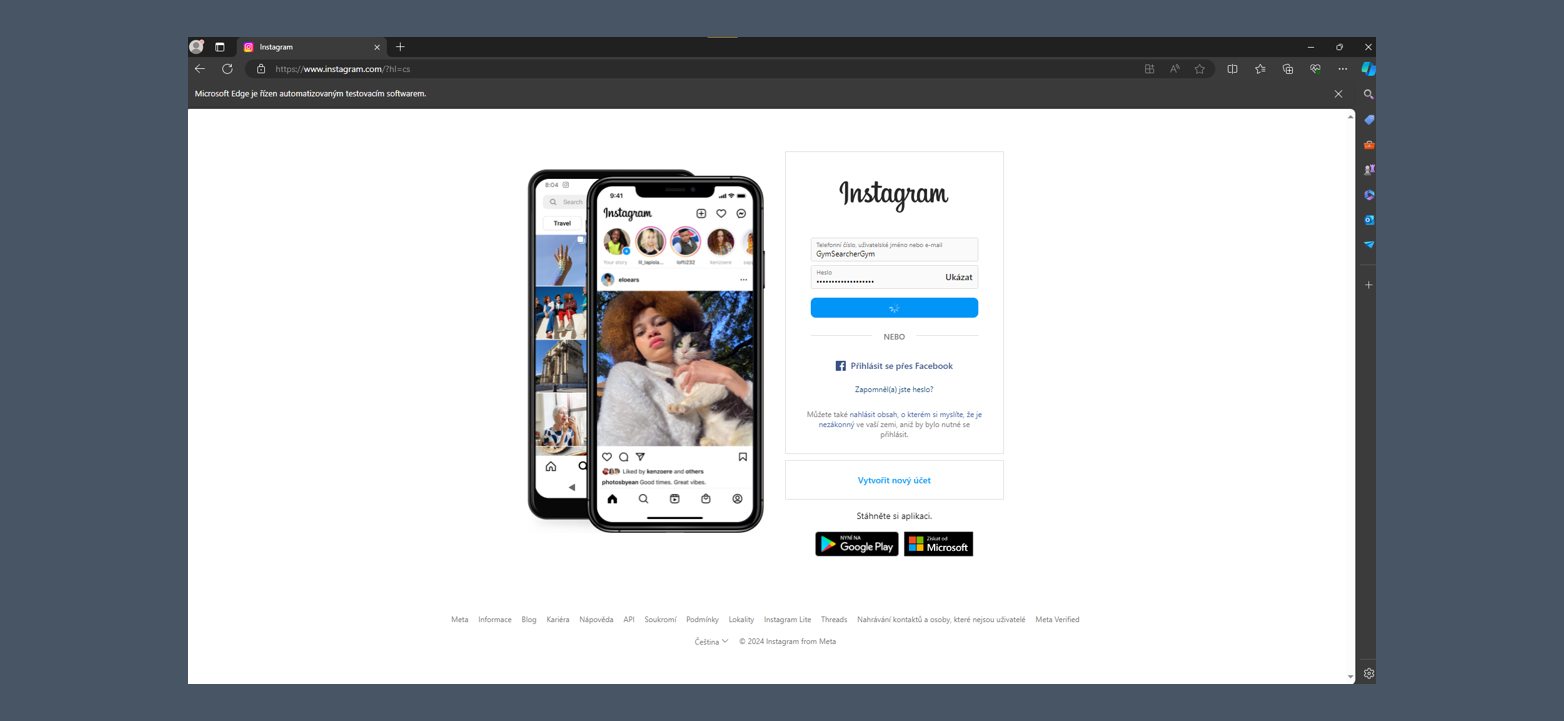 Instagram
https://www.instagram.com/?hl=cs
Microsoft Edge je řízen automatizovaným testovacím softwarem.
8:04
Search
Travel
9:41
Instagram
Your story
lil_lapisla...
lofti232
kenzoere
eloears
Liked by kenzoere and others
photosbyean Good times. Great vibes.
Instagram
Telefonní číslo, uživatelské jméno nebo e-mail
GymSearcherGym
Heslo
•••••••••••••••••••
Ukázat
NEBO
Přihlásit se přes Facebook
Zapomněl(a) jste heslo?
Můžete také nahlásit obsah, o kterém si myslíte, že je
nezákonný ve vaší zemi, aniž by bylo nutné se
přihlásit.
Vytvořit nový účet
Stáhněte si aplikaci.
NYNÍ NA
Google Play
Získat od
Microsoft
Meta Informace Blog Kariéra Nápověda API Soukromí Podmínky Lokality Instagram Lite Threads Nahrávání kontaktů a osoby, které nejsou uživatelé Meta Verified
Čeština © 2024 Instagram from Meta